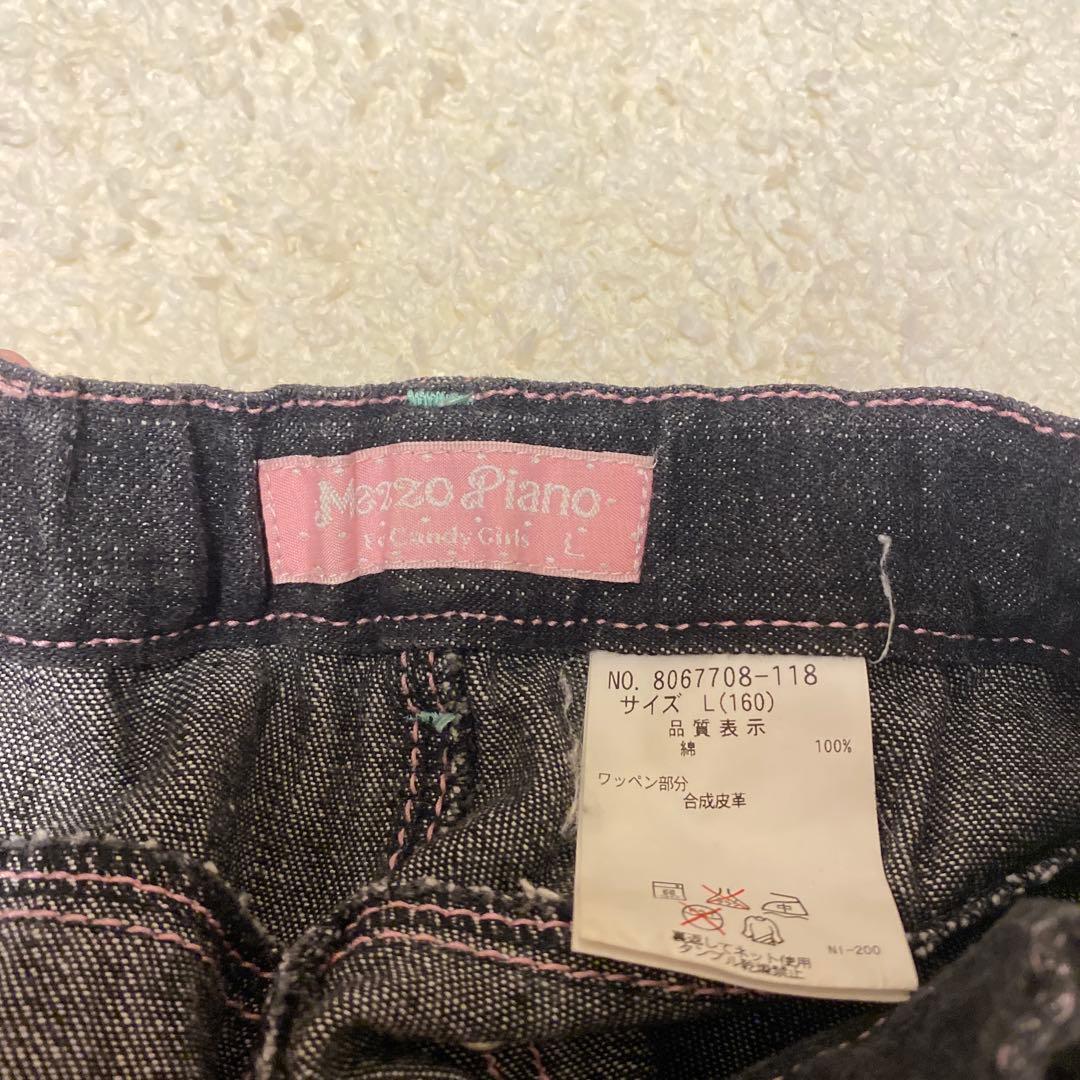 Mezzo Piano
Candy Girls L
NO. 8067708-118
サイズ L(160)
品質表示
綿 100%
ワッペン部分
合成皮革
中
裏返してネット使用
タンブル乾燥禁止
NI-200